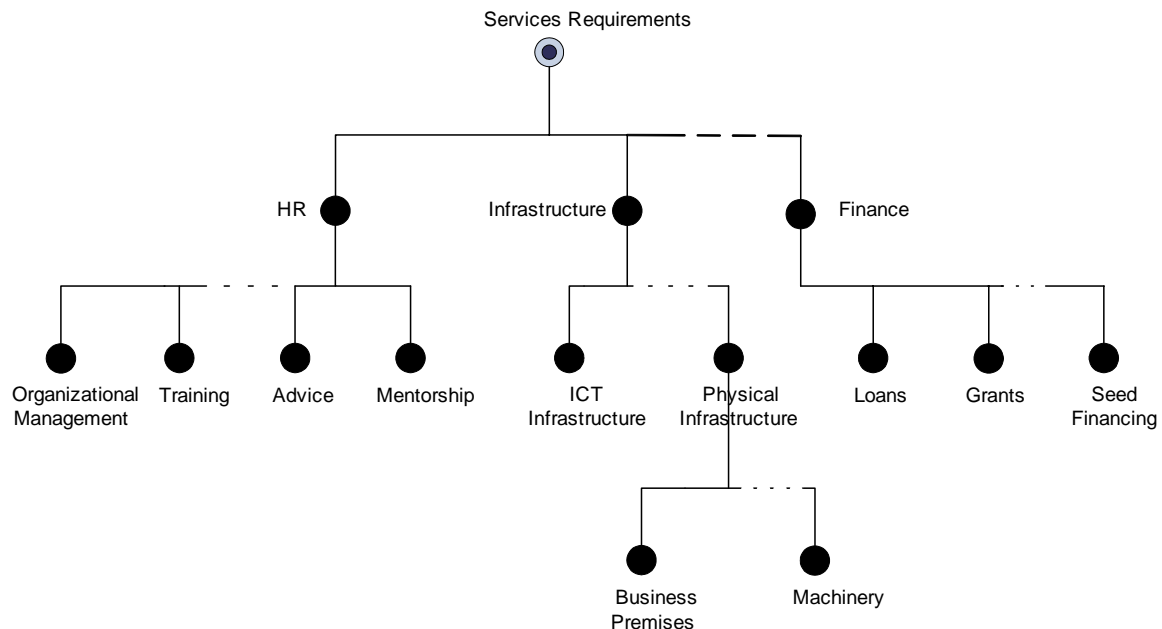 Services Requirements
HR
Infrastructure
Finance
Organizational
Management
Training
Advice
Mentorship
ICT
Infrastructure
Physical
Infrastructure
Loans
Grants
Seed
Financing
Business
Premises
Machinery